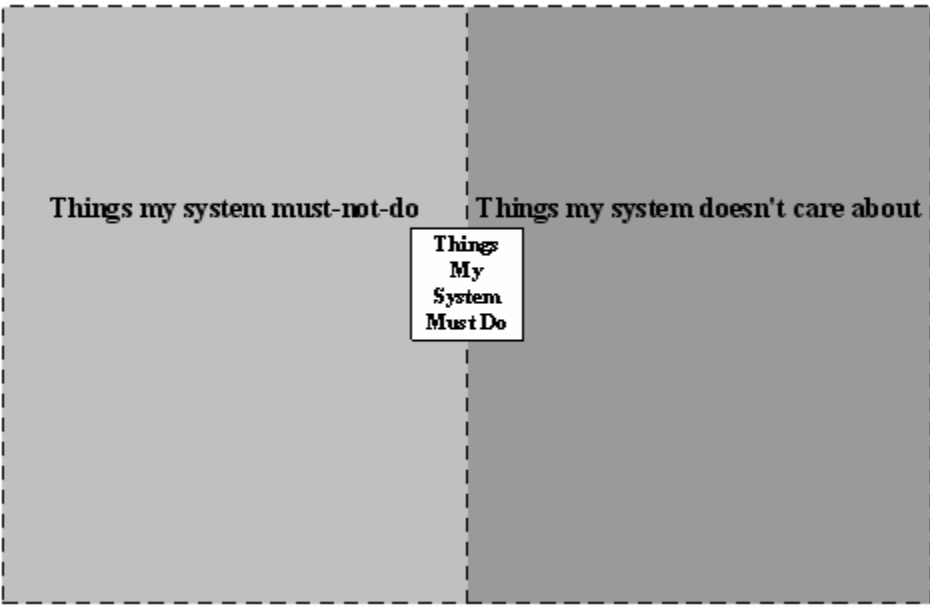 Things my system must-not-do
Things my system doesn't care about
Things
My
System
Must Do